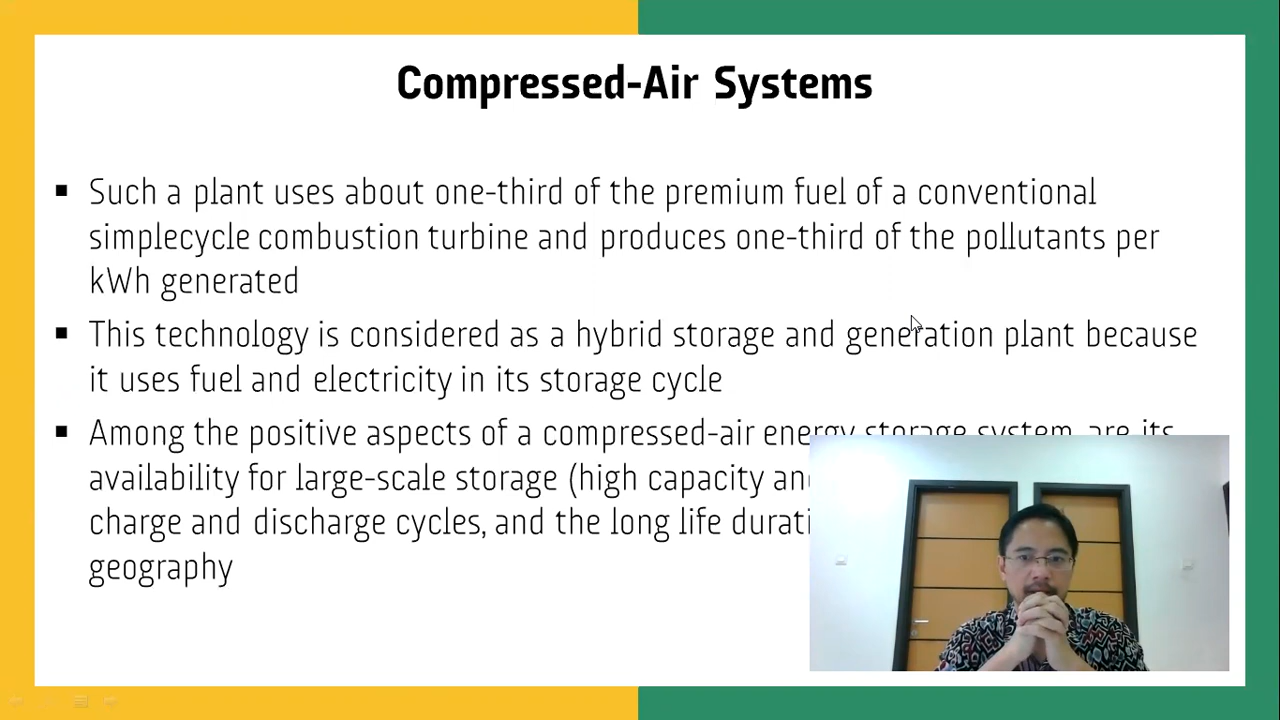 Compressed-Air Systems
▪ Such a plant uses about one-third of the premium fuel of a conventional
simplecycle combustion turbine and produces one-third of the pollutants per
kWh generated
▪ This technology is considered as a hybrid storage and generation plant because
it uses fuel and electricity in its storage cycle
▪ Among the positive aspects of a compressed-air energy storage system, are its
availability for large-scale storage (high capacity
charge and discharge cycles, and the long life
geography